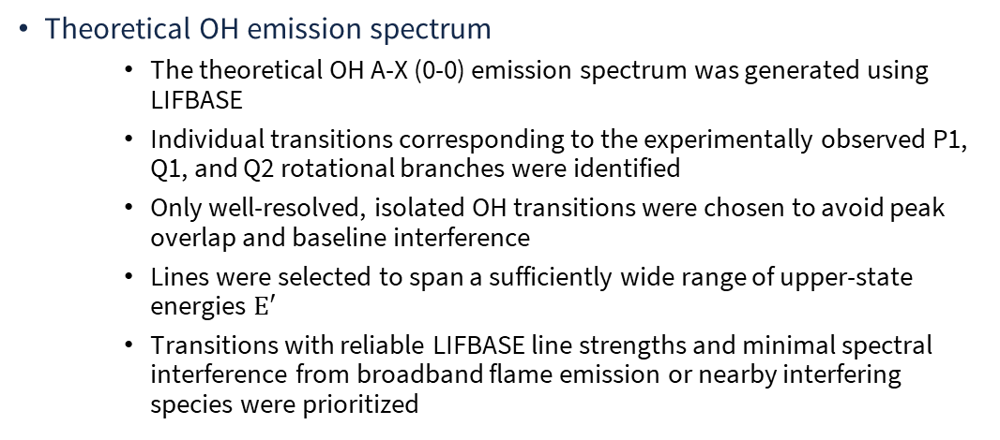 • Theoretical OH emission spectrum
• The theoretical OH A-X (0-0) emission spectrum was generated using
LIFBASE
• Individual transitions corresponding to the experimentally observed P1,
Q1, and Q2 rotational branches were identified
• Only well-resolved, isolated OH transitions were chosen to avoid peak
overlap and baseline interference
• Lines were selected to span a sufficiently wide range of upper-state
energies E′
• Transitions with reliable LIFBASE line strengths and minimal spectral
interference from broadband flame emission or nearby interfering
species were prioritized